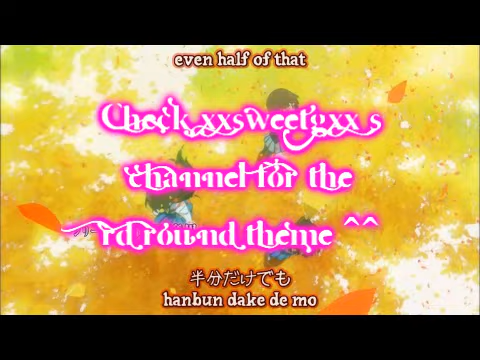 even half of that
Check xxsweetgxx s
channel for the
rd round theme ^^
半分だけでも
hanbun dake de mo